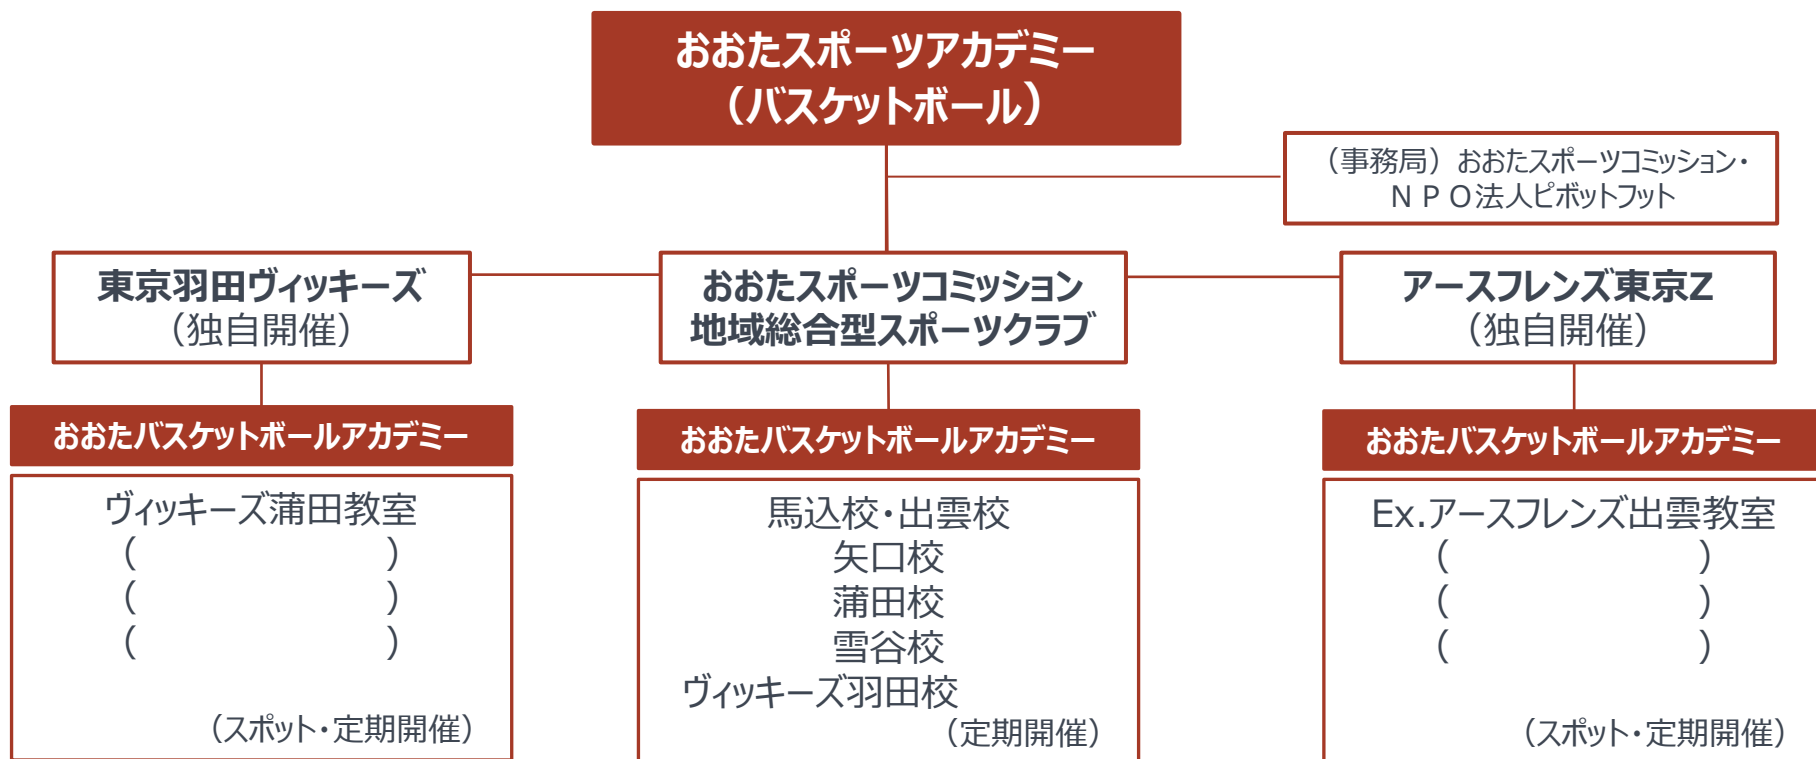 おおたスポーツアカデミー
（バスケットボール）
（事務局）おおたスポーツコミッション・
ＮＰＯ法人ピボットフット
東京羽田ヴィッキーズ
（独自開催）
おおたスポーツコミッション
地域総合型スポーツクラブ
アースフレンズ東京Z
（独自開催）
おおたバスケットボールアカデミー
ヴィッキーズ蒲田教室
（　　　　　　　）
（　　　　　　　）
（　　　　　　　）
（スポット・定期開催）
おおたバスケットボールアカデミー
馬込校・出雲校
矢口校
蒲田校
雪谷校
ヴィッキーズ羽田校
（定期開催）
おおたバスケットボールアカデミー
Ex.アースフレンズ出雲教室
（　　　　　　　）
（　　　　　　　）
（　　　　　　　）
（スポット・定期開催）